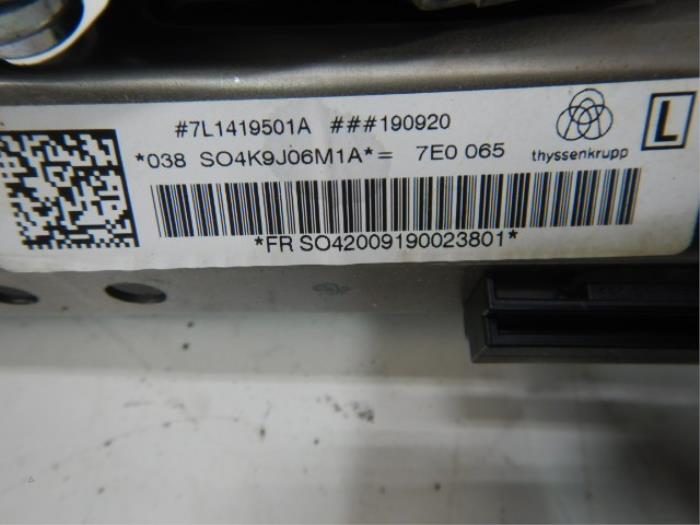 #7L1419501A ###190920
*038 SO4K9J06M1A*= 7E0 065
thyssenkrupp
L
*FR SO42009190023801*